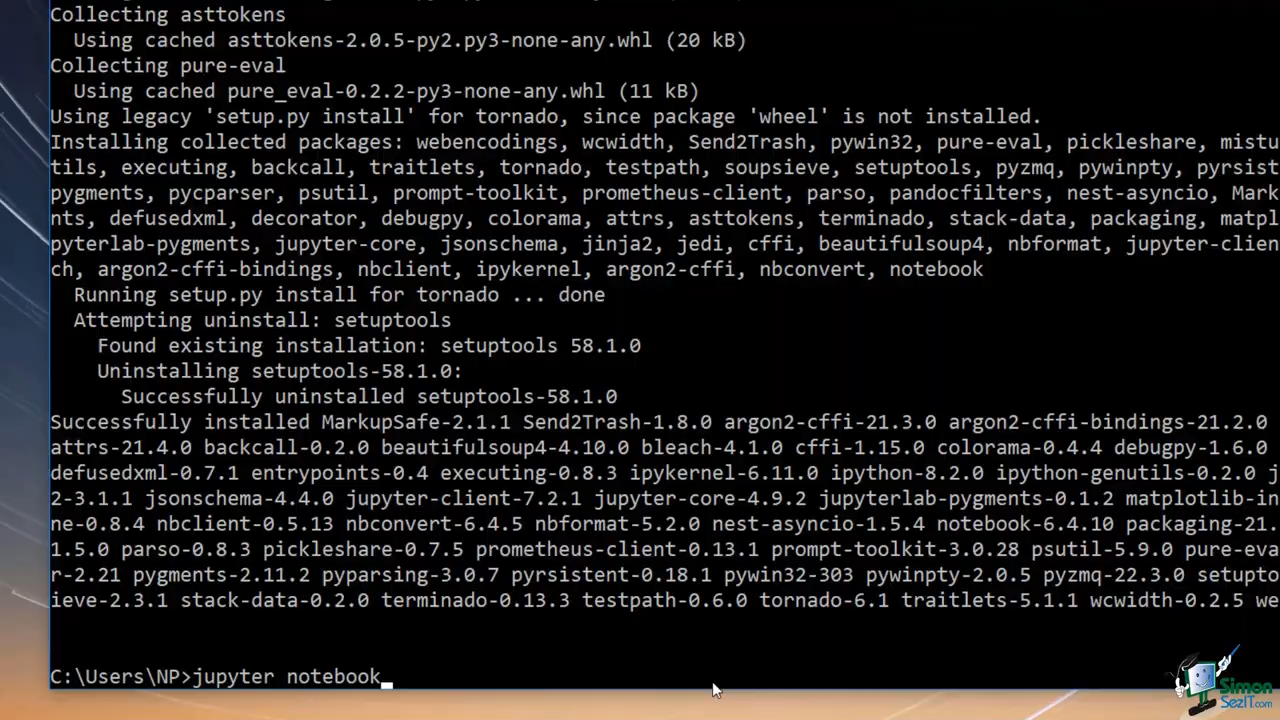 Collecting asttokens
Using cached asttokens-2.0.5-py2.py3-none-any.whl (20 kB)
Collecting pure-eval
Using cached pure_eval-0.2.2-py3-none-any.whl (11 kB)
Using legacy 'setup.py install' for tornado, since package 'wheel' is not installed.
Installing collected packages: webencodings, wcwidth, Send2Trash, pywin32, pure-eval, pickleshare, mistu
tils, executing, backcall, traitlets, tornado, testpath, soupsieve, setuptools, pyzmq, pywinpty, pyrsist
pygments, pycparser, psutil, prompt-toolkit, prometheus-client, parso, pandocfilters, nest-asyncio, Mark
nts, defusedxml, decorator, debugpy, colorama, attrs, asttokens, terminado, stack-data, packaging, matpl
pyterlab-pygments, jupyter-core, jsonschema, jinja2, jedi, cffi, beautifulsoup4, nbformat, jupyter-clien
ch, argon2-cffi-bindings, nbclient, ipykernel, argon2-cffi, nbconvert, notebook
Running setup.py install for tornado ... done
Attempting uninstall: setuptools
Found existing installation: setuptools 58.1.0
Uninstalling setuptools-58.1.0:
Successfully uninstalled setuptools-58.1.0
Successfully installed MarkupSafe-2.1.1 Send2Trash-1.8.0 argon2-cffi-21.3.0 argon2-cffi-bindings-21.2.0
attrs-21.4.0 backcall-0.2.0 beautifulsoup4-4.10.0 bleach-4.1.0 cffi-1.15.0 colorama-0.4.4 debugpy-1.6.0
defusedxml-0.7.1 entrypoints-0.4 executing-0.8.3 ipykernel-6.11.0 ipython-8.2.0 ipython-genutils-0.2.0 j
2-3.1.1 jsonschema-4.4.0 jupyter-client-7.2.1 jupyter-core-4.9.2 jupyterlab-pygments-0.1.2 matplotlib-in
ne-0.8.4 nbclient-0.5.13 nbconvert-6.4.5 nbformat-5.2.0 nest-asyncio-1.5.4 notebook-6.4.10 packaging-21.
1.5.0 parso-0.8.3 pickleshare-0.7.5 prometheus-client-0.13.1 prompt-toolkit-3.0.28 psutil-5.9.0 pure-eva
r-2.21 pygments-2.11.2 pyparsing-3.0.7 pyrsistent-0.18.1 pywin32-303 pywinpty-2.0.5 pyzmq-22.3.0 setupto
ieve-2.3.1 stack-data-0.2.0 terminado-0.13.3 testpath-0.6.0 tornado-6.1 traitlets-5.1.1 wcwidth-0.2.5 we
C:\Users\NP>jupyter notebook
Simon
SezIT.com